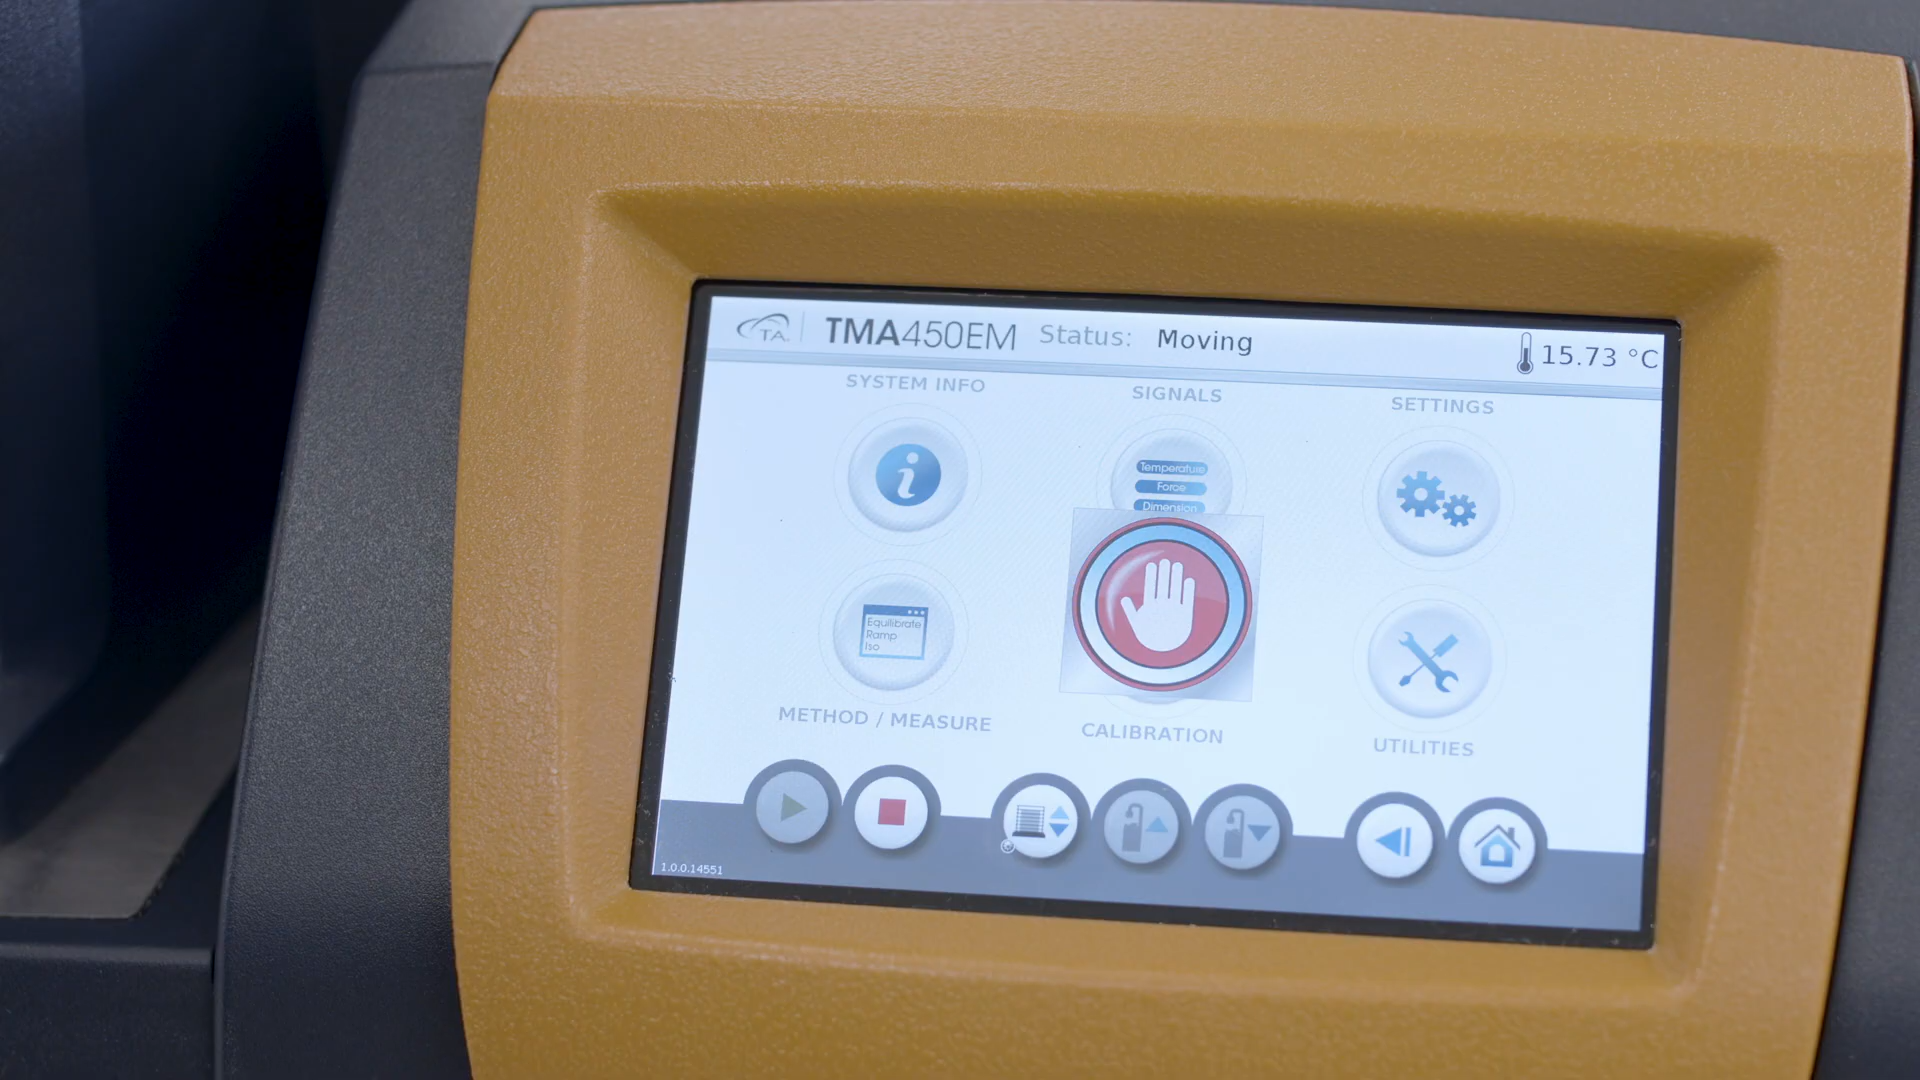 TA
TMA450EM Status: Moving 15.73 °C
SYSTEM INFO SIGNALS SETTINGS
Temperature
Force
Dimension
Equilibrate
Ramp
Iso
METHOD / MEASURE CALIBRATION UTILITIES
1.0.0.14551